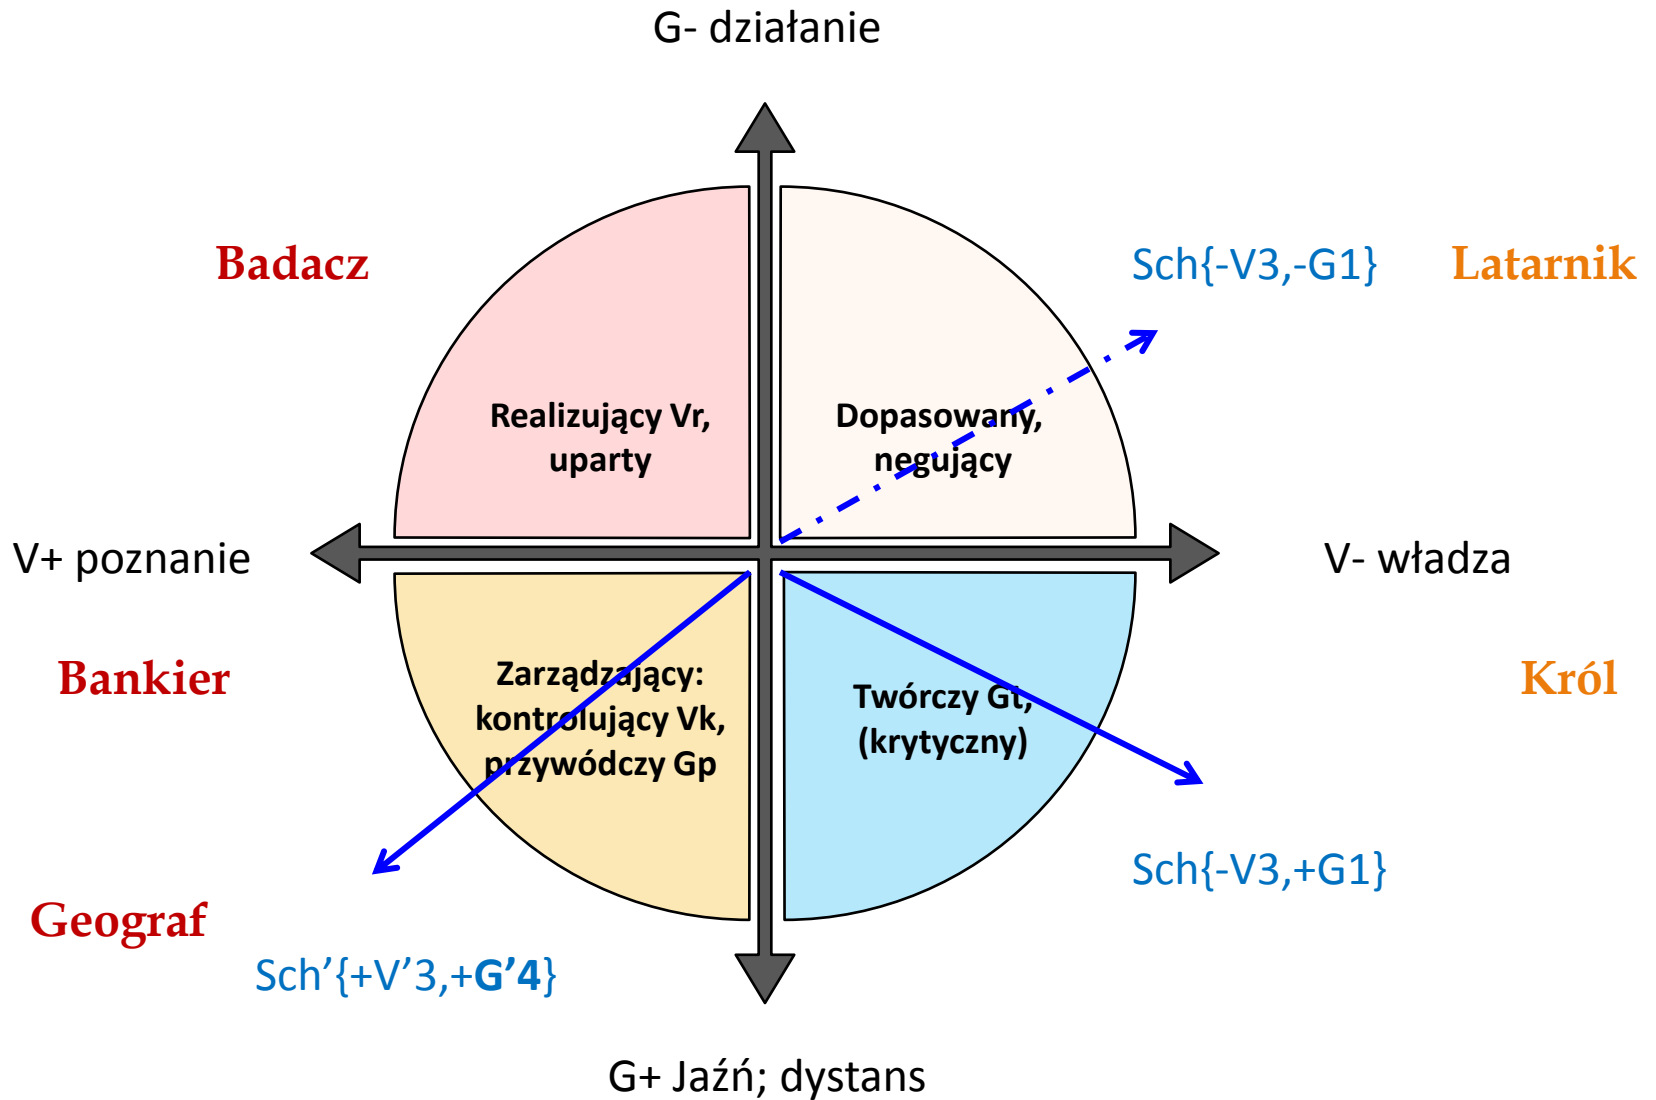 G- działanie
Badacz
Sch{-V3,-G1}
Latarnik
Realizujący Vr,
uparty
Dopasowany,
negujący
V+ poznanie
V- władza
Bankier
Zarządzający:
kontrolujący Vk,
przywódczy Gp
Twórczy Gt,
(krytyczny)
Król
Sch{-V3,+G1}
Geograf
Sch’{+V’3,+G’4}
G+ Jaźń; dystans